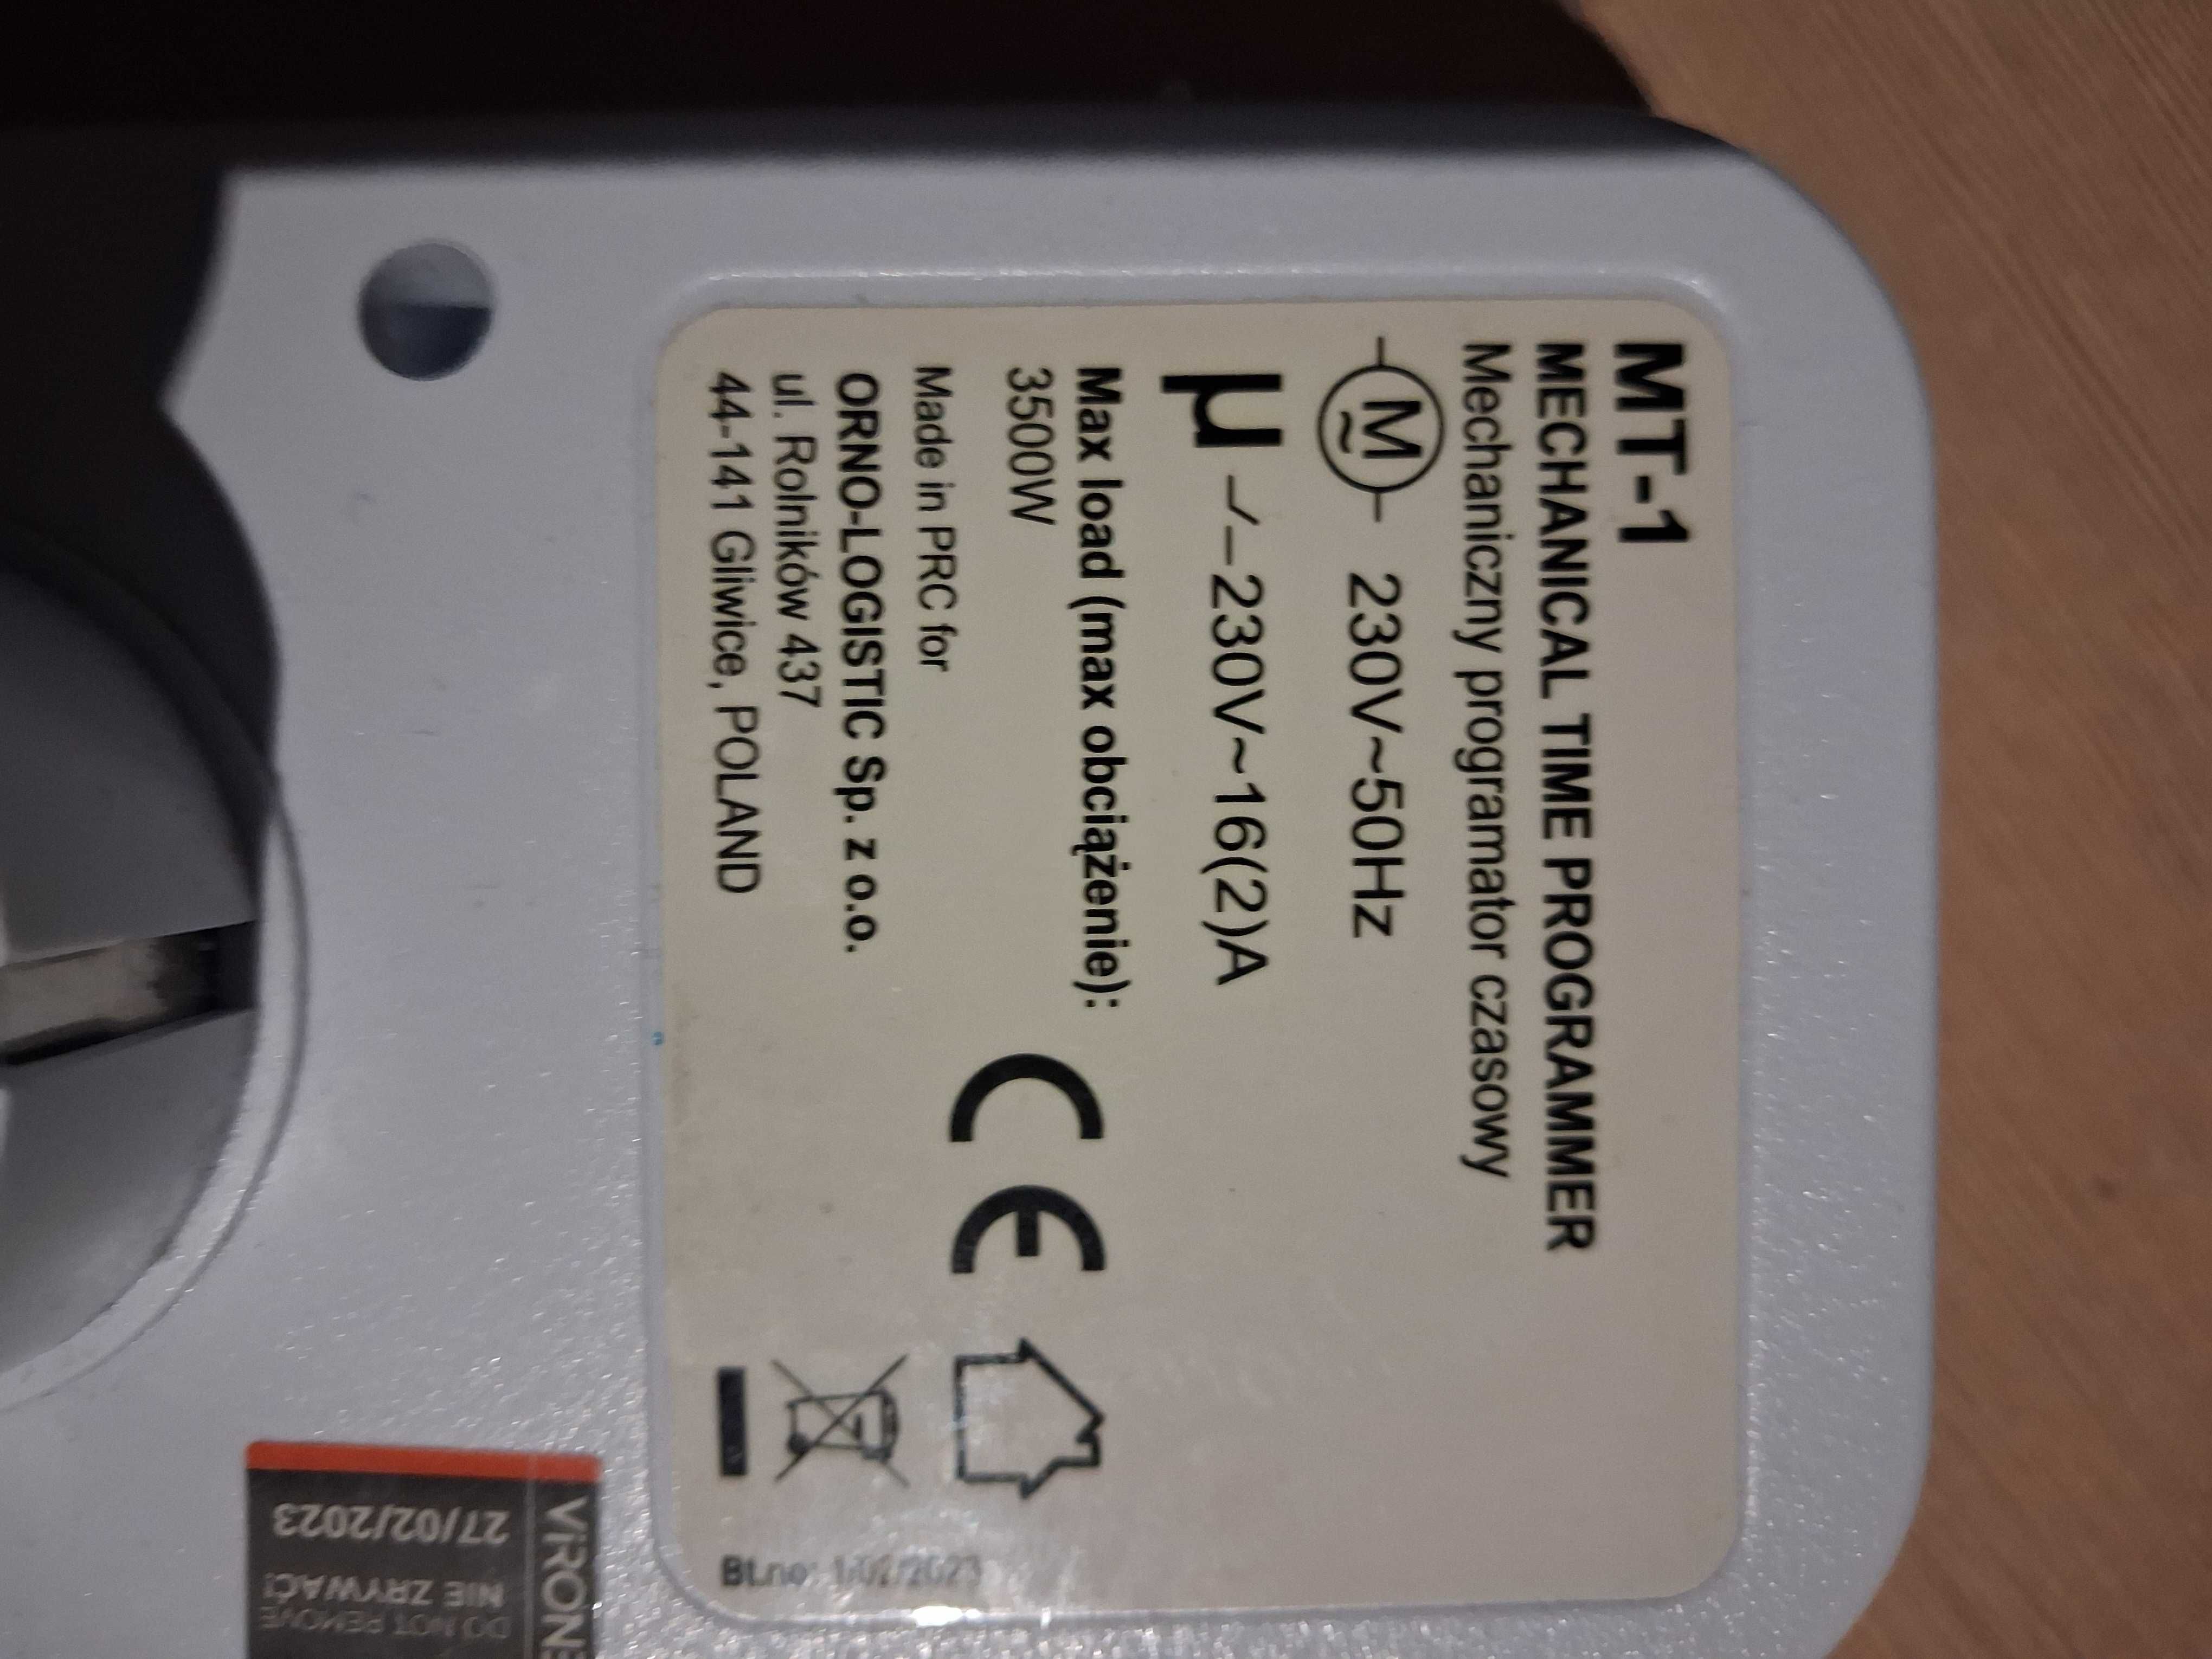 MT-1
MECHANICAL TIME PROGRAMMER
Mechaniczny programator czasowy
M 230V~50Hz
µ 230V~16(2)A
Max load (max obciążenie):
3500W
Made in PRC for
ORNO-LOGISTIC Sp. z o.o.
ul. Rolników 437
44-141 Gliwice, POLAND
CE
Bt.no: 1/02/2023
VIRONE
27/02/2023
NIE ZRYWAĆ!
DO NOT REMOVE